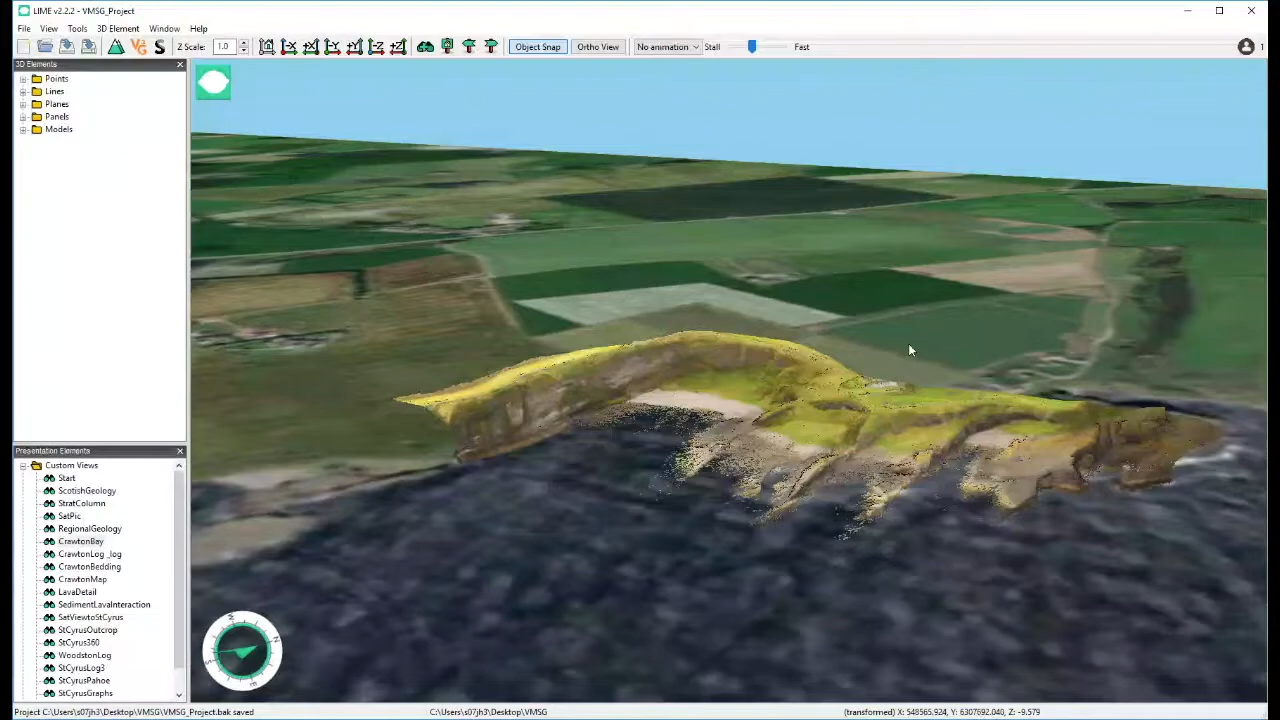 LIME v2.2.2 - VMSG_Project
File View Tools 3D Element Window Help
Z Scale: 1.0 Object Snap Ortho View No animation Stall Fast 1
3D Elements
Points
Lines
Planes
Panels
Models
Presentation Elements
Custom Views
Start
ScotishGeology
StratColumn
SatPic
RegionalGeology
CrawtonBay
CrawtonLog_log
CrawtonBedding
CrawtonMap
LavaDetail
SedimentLavaInteraction
SatViewtoStCyrus
StCyrusOutcrop
StCyrus360
WoodstonLog
StCyrusLog3
StCyrusPahoe
StCyrusGraphs
Project C:\Users\s07jh3\Desktop\VMSG\VMSG_Project.bak saved C:\Users\s07jh3\Desktop\VMSG (transformed) X: 548565.924, Y: 6307692.040, Z: -9.579